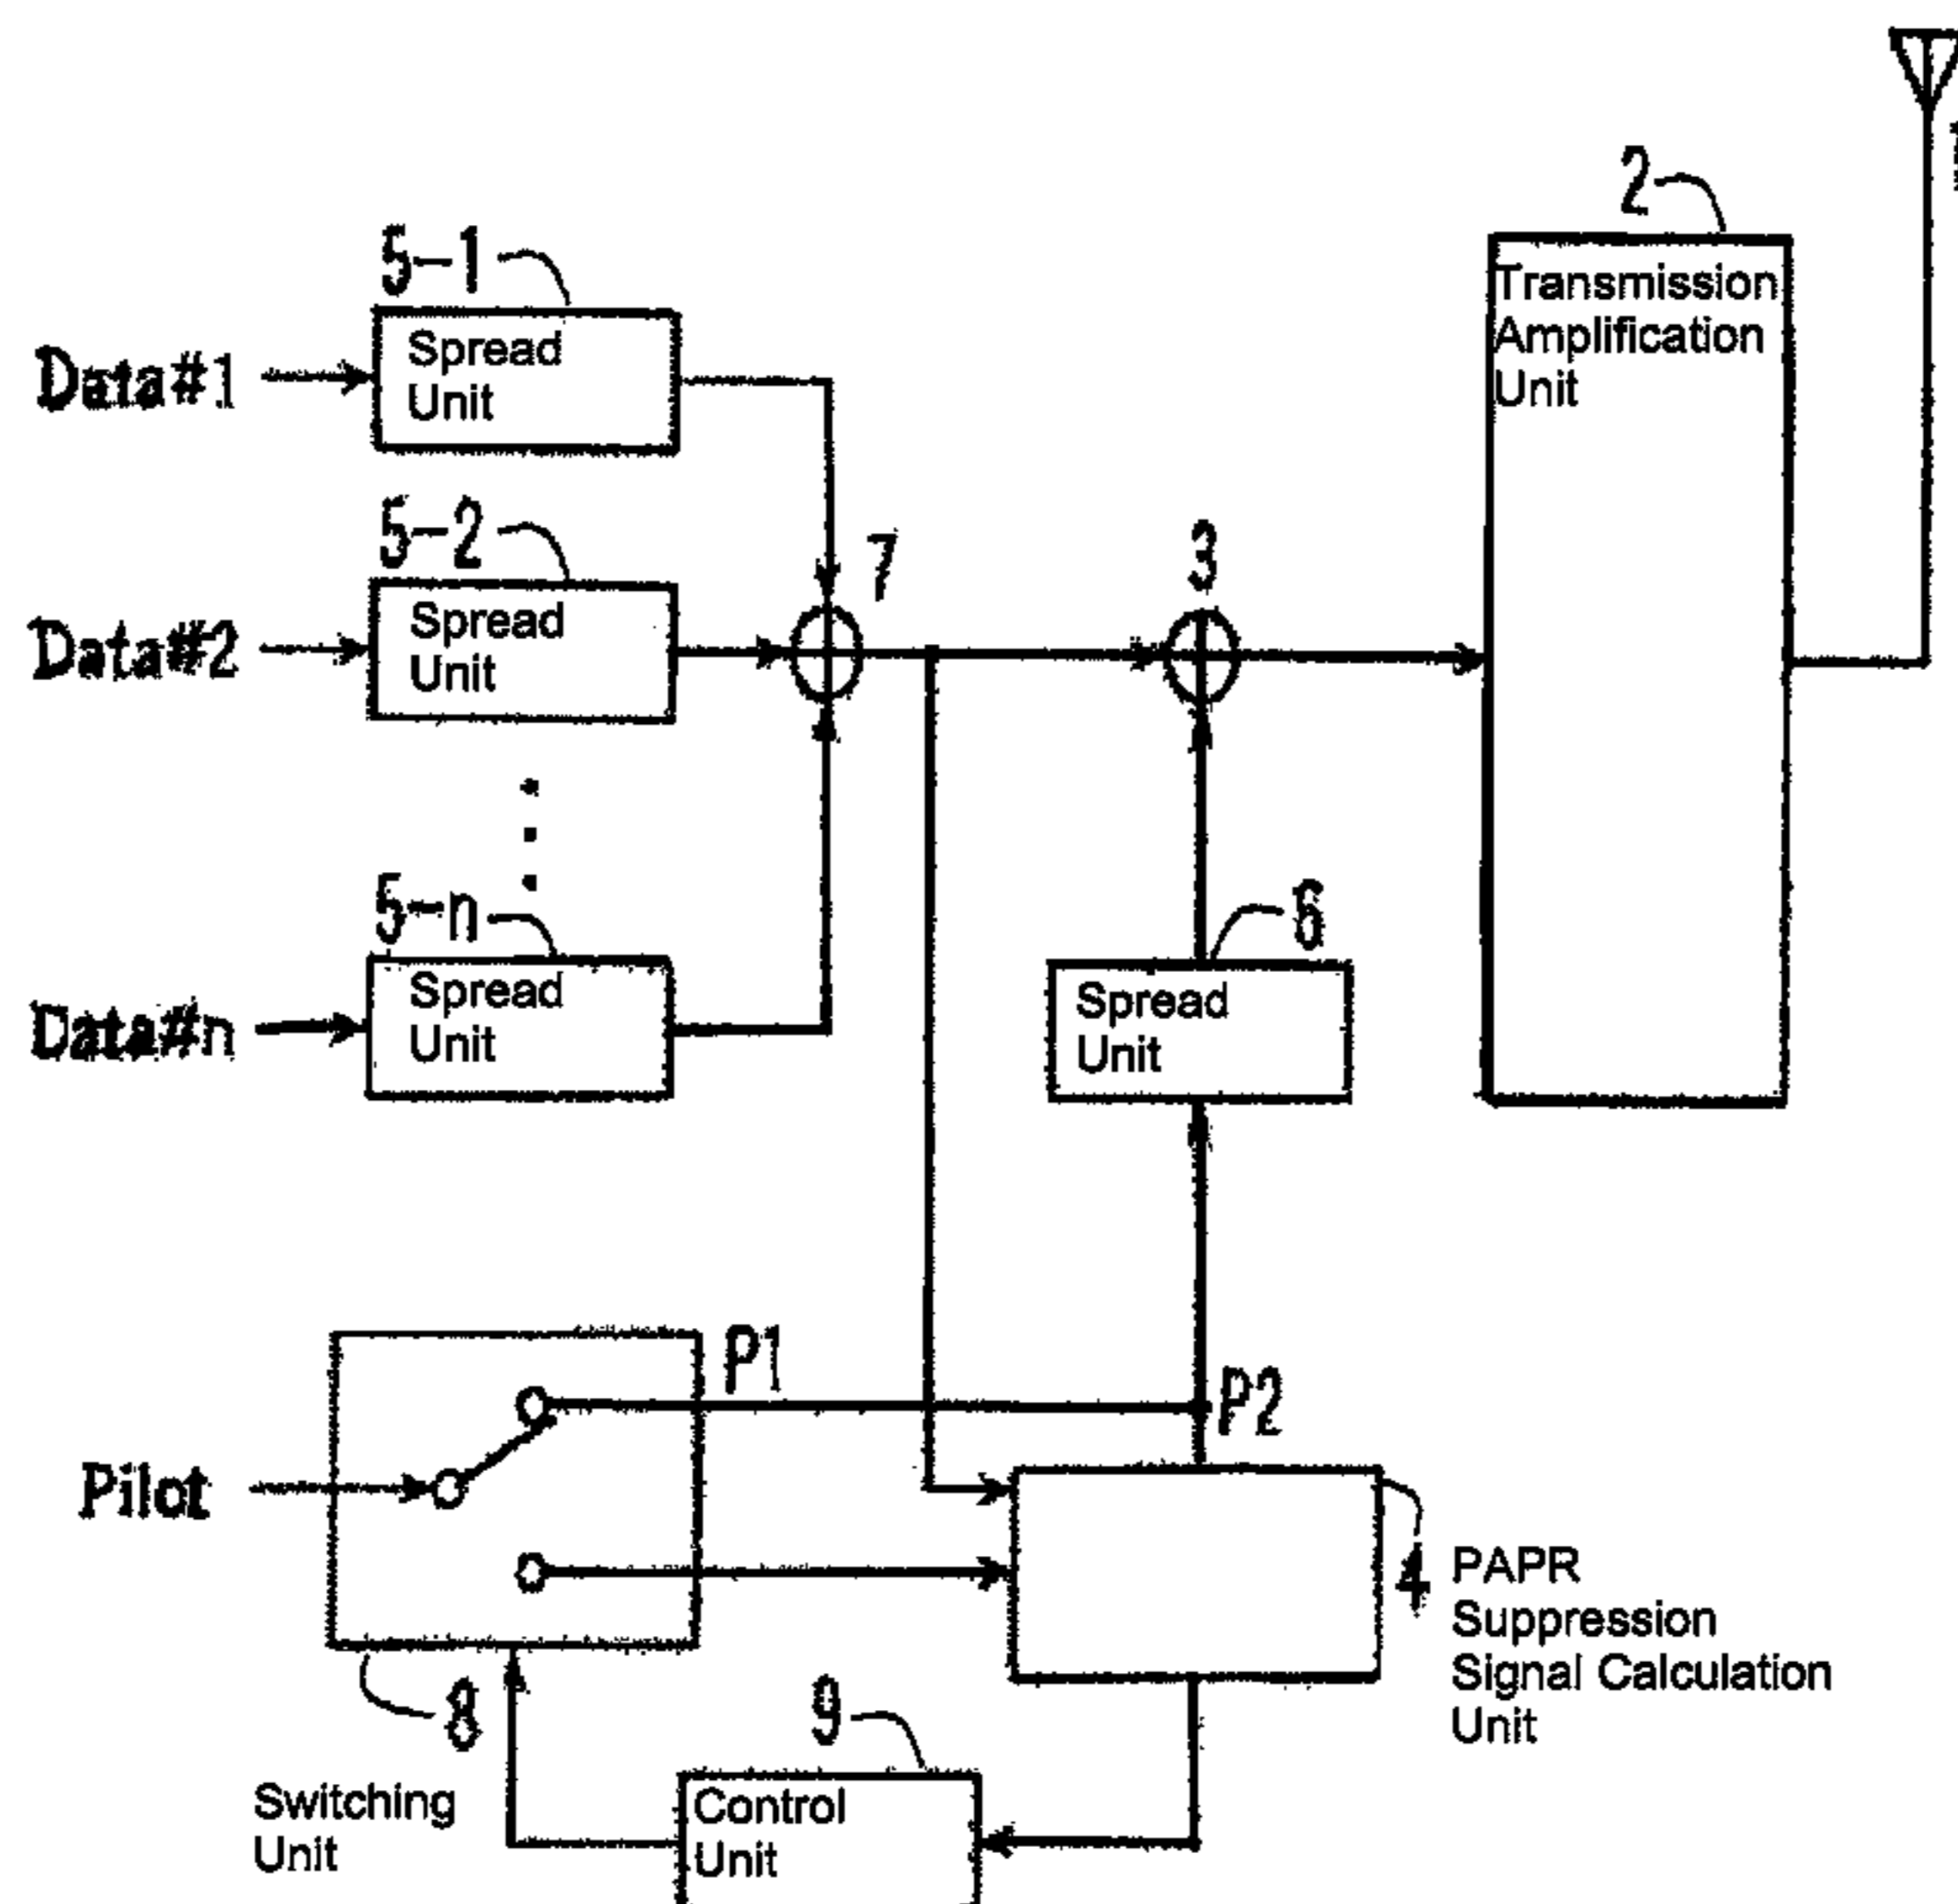 1
2
Transmission
Amplification
Unit
5-1
Data#1
Spread
Unit
5-2
7
3
Data#2
Spread
Unit
5-n
6
Data#n
Spread
Unit
Spread
Unit
P1
P2
Pilot
4
PAPR
Suppression
Signal Calculation
Unit
8
Switching
Unit
9
Control
Unit